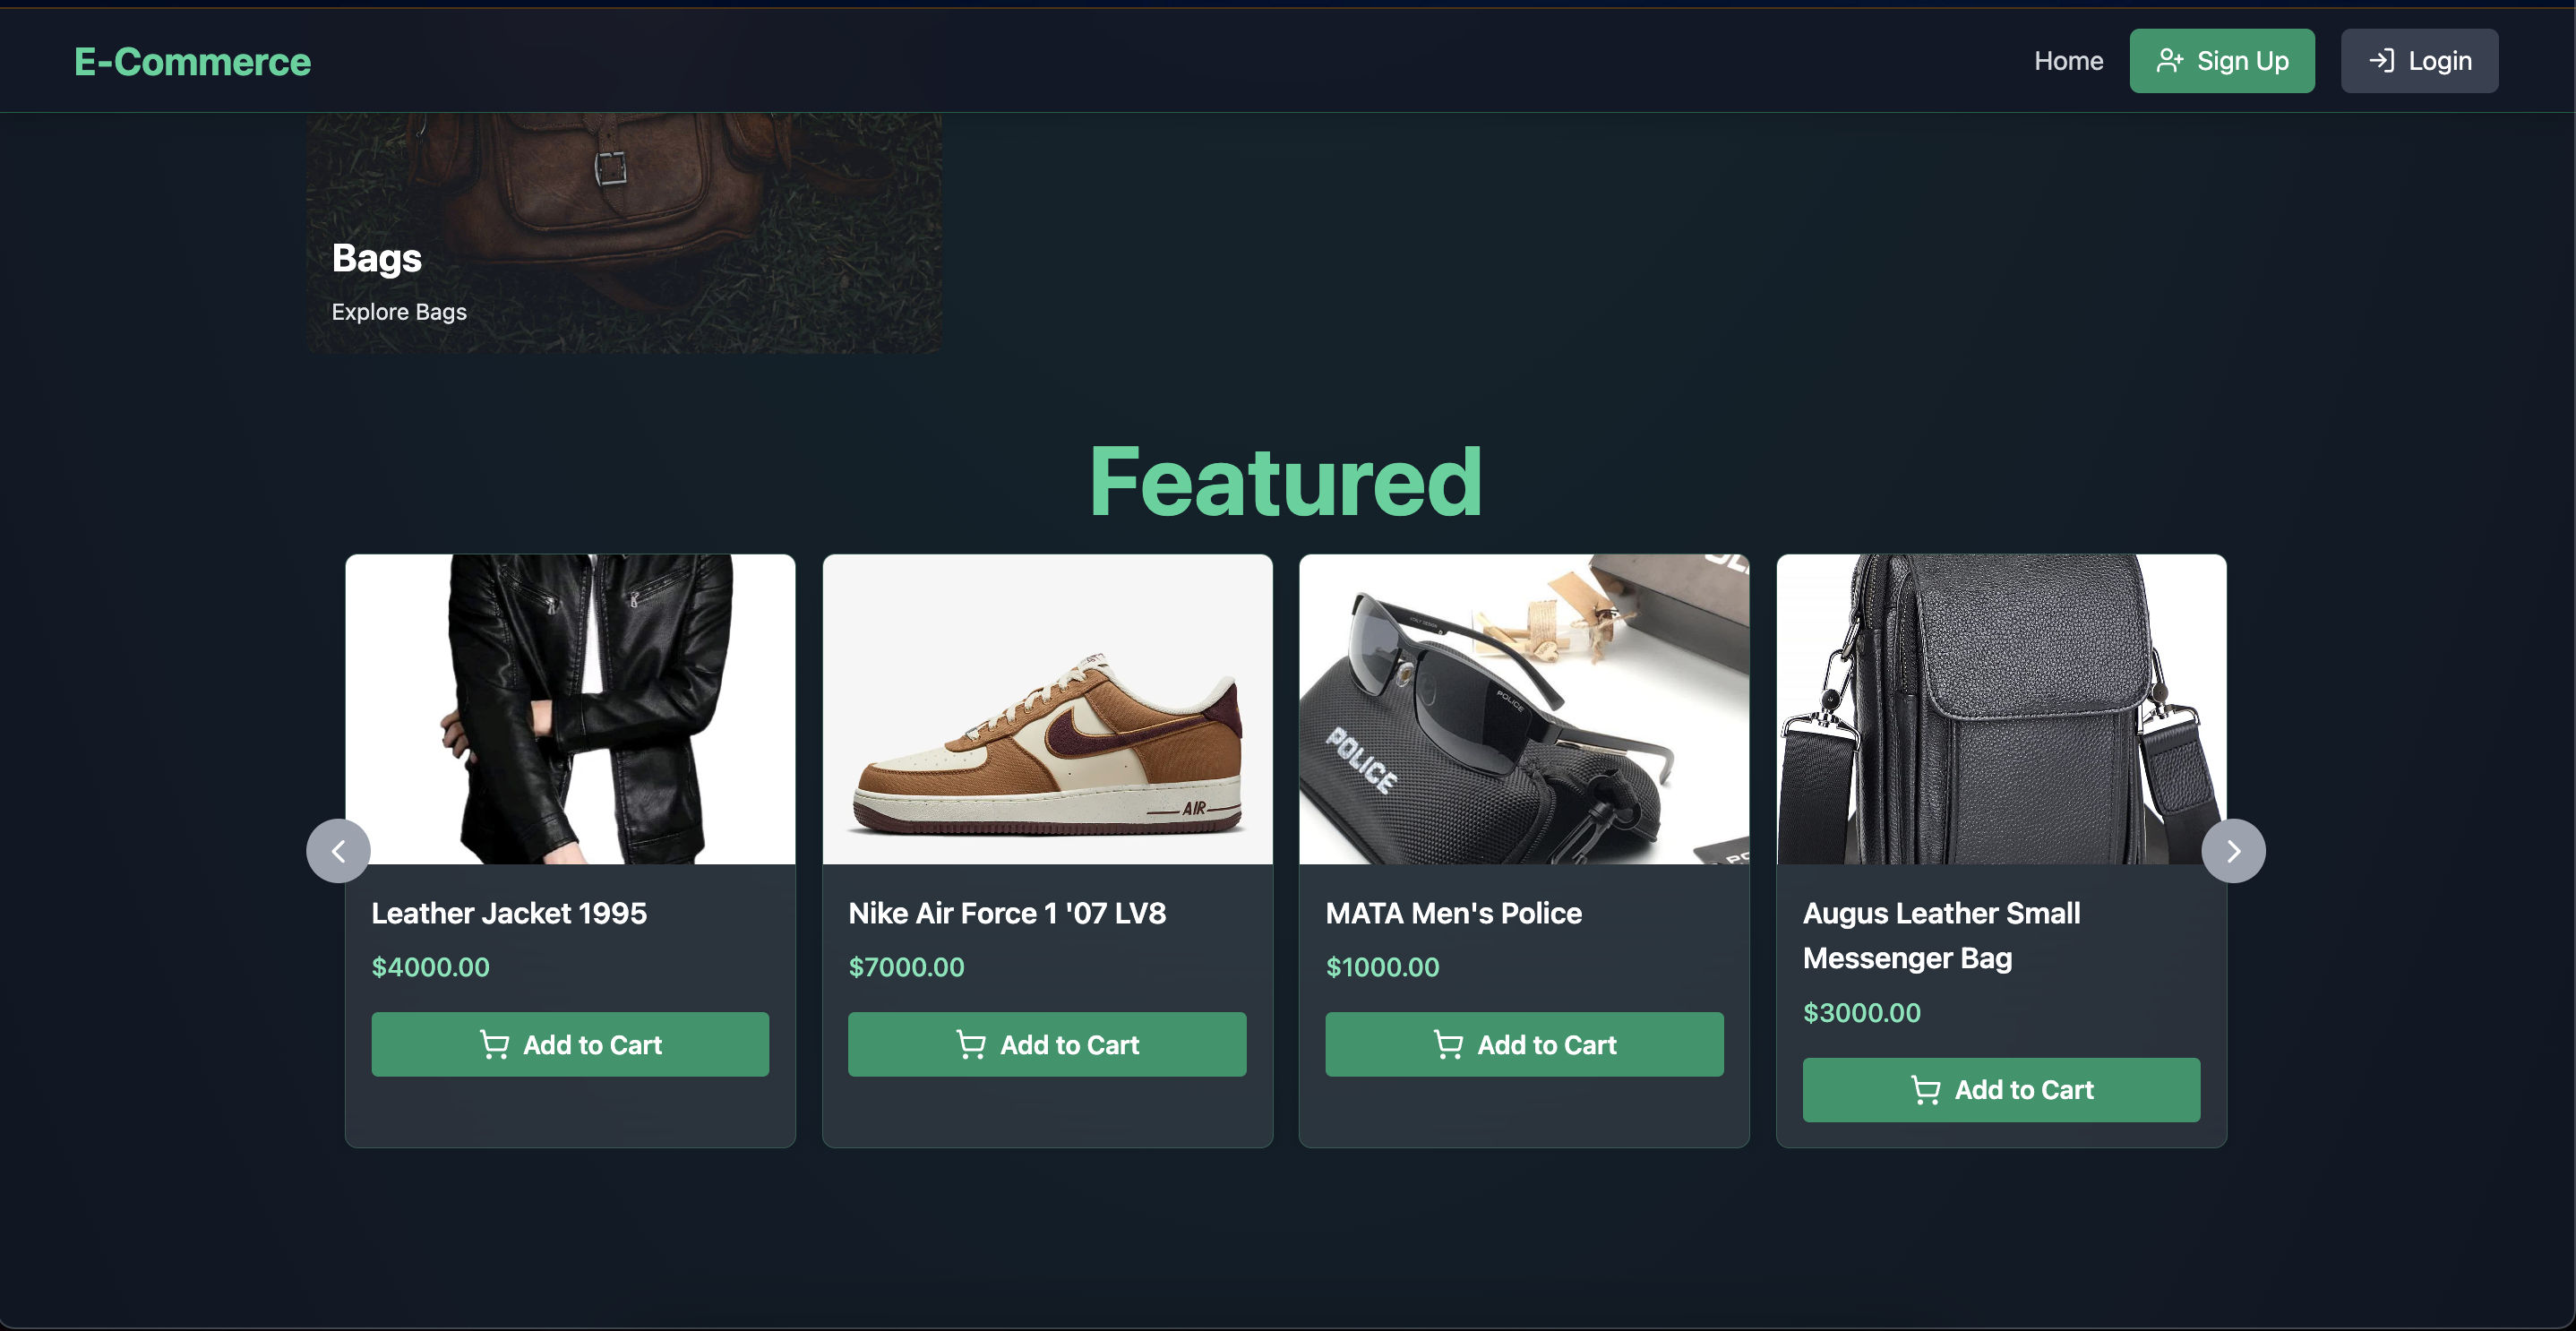 E-Commerce
Home
Sign Up
Login
Bags
Explore Bags
Featured
AIR
POLICE
POLICE
Leather Jacket 1995
$4000.00
Add to Cart
Nike Air Force 1 '07 LV8
$7000.00
Add to Cart
MATA Men's Police
$1000.00
Add to Cart
Augus Leather Small
Messenger Bag
$3000.00
Add to Cart